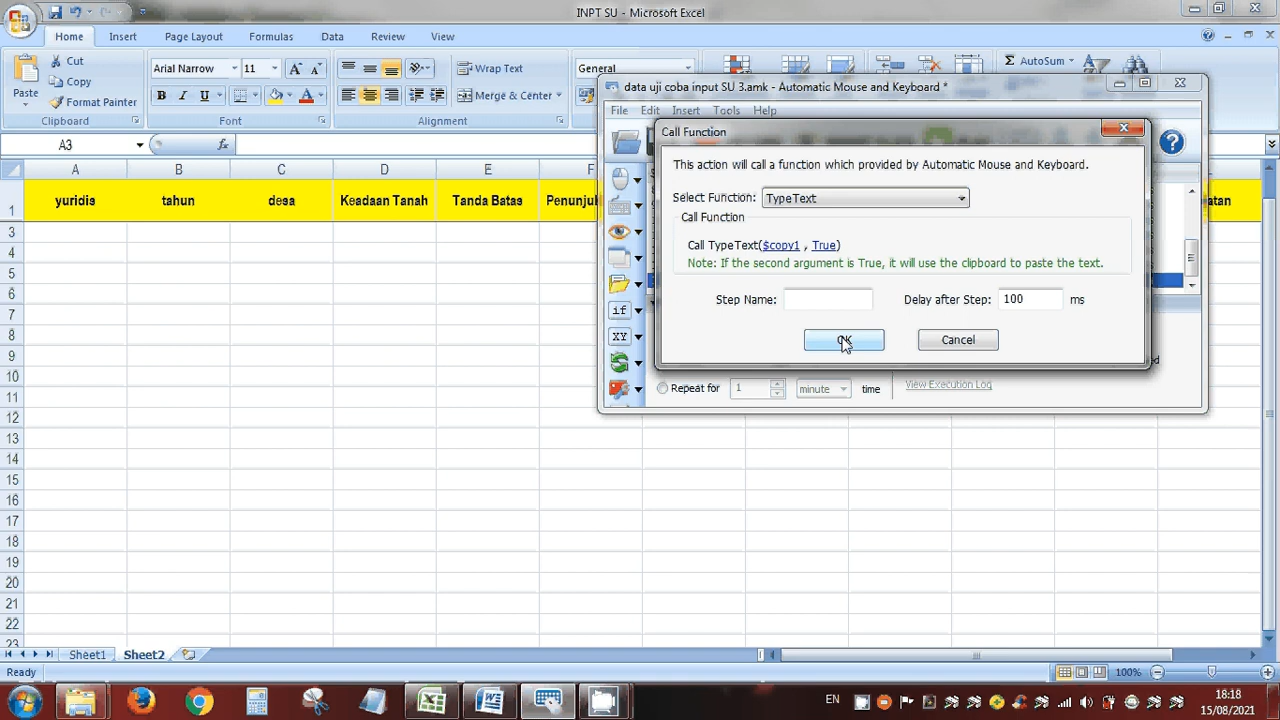 INPT SU - Microsoft Excel
Home Insert Page Layout Formulas Data Review View
Paste
Cut
Copy
Format Painter
Clipboard
Arial Narrow 11
B I U
Font
Wrap Text
Merge & Center
Alignment
General
Σ AutoSum
A3
fx
data uji coba input SU 3.amk - Automatic Mouse and Keyboard *
File Edit Insert Tools Help
Call Function
This action will call a function which provided by Automatic Mouse and Keyboard.
Select Function: TypeText
Call Function
Call TypeText($copy1 , True)
Note: If the second argument is True, it will use the clipboard to paste the text.
Step Name:
Delay after Step: 100 ms
OK
Cancel
if
XY
Repeat for 1 minute time
View Execution Log
A B C D E F
1 yuridis tahun desa Keadaan Tanah Tanda Batas Penunjuk
3
4
5
6
7
8
9
10
11
12
13
14
15
16
17
18
19
20
21
22
23
Sheet1 Sheet2
Ready
100%
EN
18:18
15/08/2021